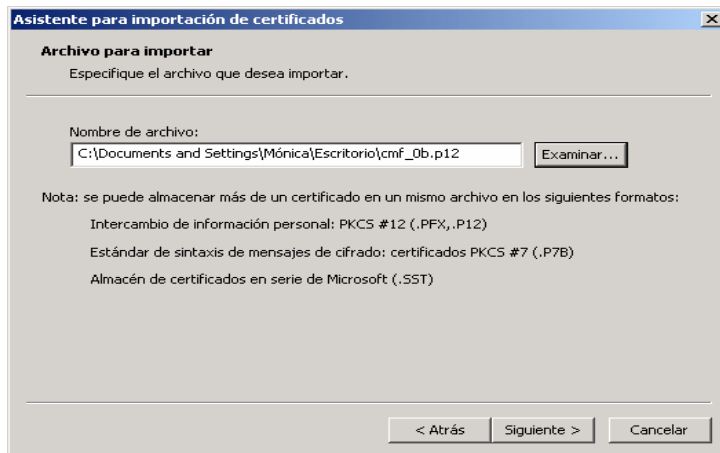 Asistente para importación de certificados
Archivo para importar
Especifique el archivo que desea importar.
Nombre de archivo:
C:\Documents and Settings\Mónica\Escritorio\cmf_0b.p12
Examinar...
Nota: se puede almacenar más de un certificado en un mismo archivo en los siguientes formatos:
Intercambio de información personal: PKCS #12 (.PFX,.P12)
Estándar de sintaxis de mensajes de cifrado: certificados PKCS #7 (.P7B)
Almacén de certificados en serie de Microsoft (.SST)
< Atrás
Siguiente >
Cancelar